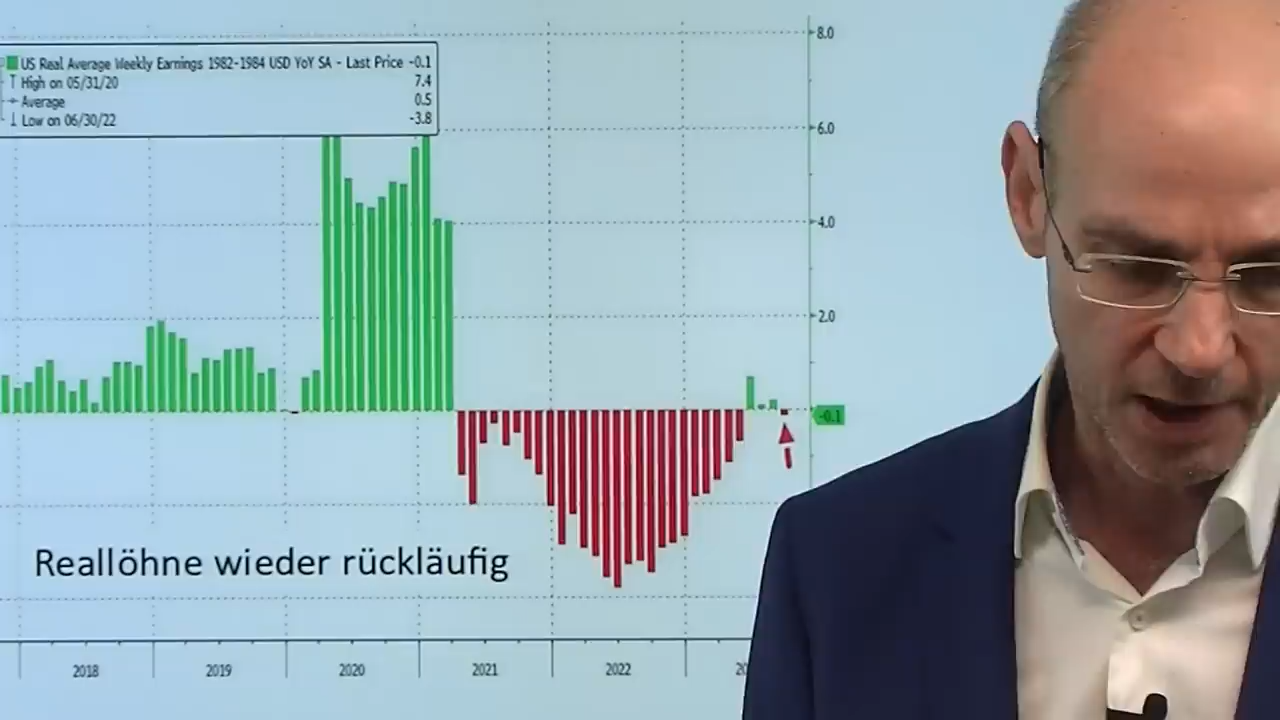 US Real Average Weekly Earnings 1982-1984 USD YoY SA - Last Price -0.1
High on 05/31/20 7.4
Average 0.5
Low on 06/30/22 -3.8
8.0
6.0
4.0
2.0
-0.1
Reallöhne wieder rückläufig
2018 2019 2020 2021 2022